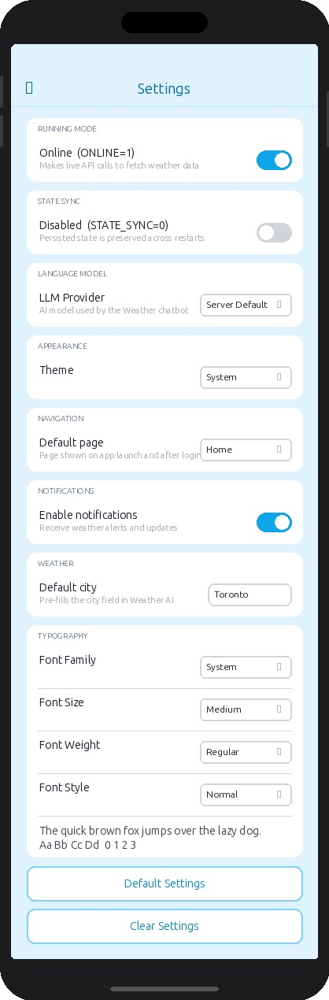 Settings
RUNNING MODE
Online (ONLINE=1)
Makes live API calls to fetch weather data
STATE SYNC
Disabled (STATE_SYNC=0)
Persisted state is preserved across restarts
LANGUAGE MODEL
LLM Provider
AI model used by the Weather chatbot
Server Default
APPEARANCE
Theme
System
NAVIGATION
Default page
Page shown on app launch and after login
Home
NOTIFICATIONS
Enable notifications
Receive weather alerts and updates
WEATHER
Default city
Pre-fills the city field in Weather AI
Toronto
TYPOGRAPHY
Font Family
System
Font Size
Medium
Font Weight
Regular
Font Style
Normal
The quick brown fox jumps over the lazy dog.
Aa Bb Cc Dd 0 1 2 3
Default Settings
Clear Settings